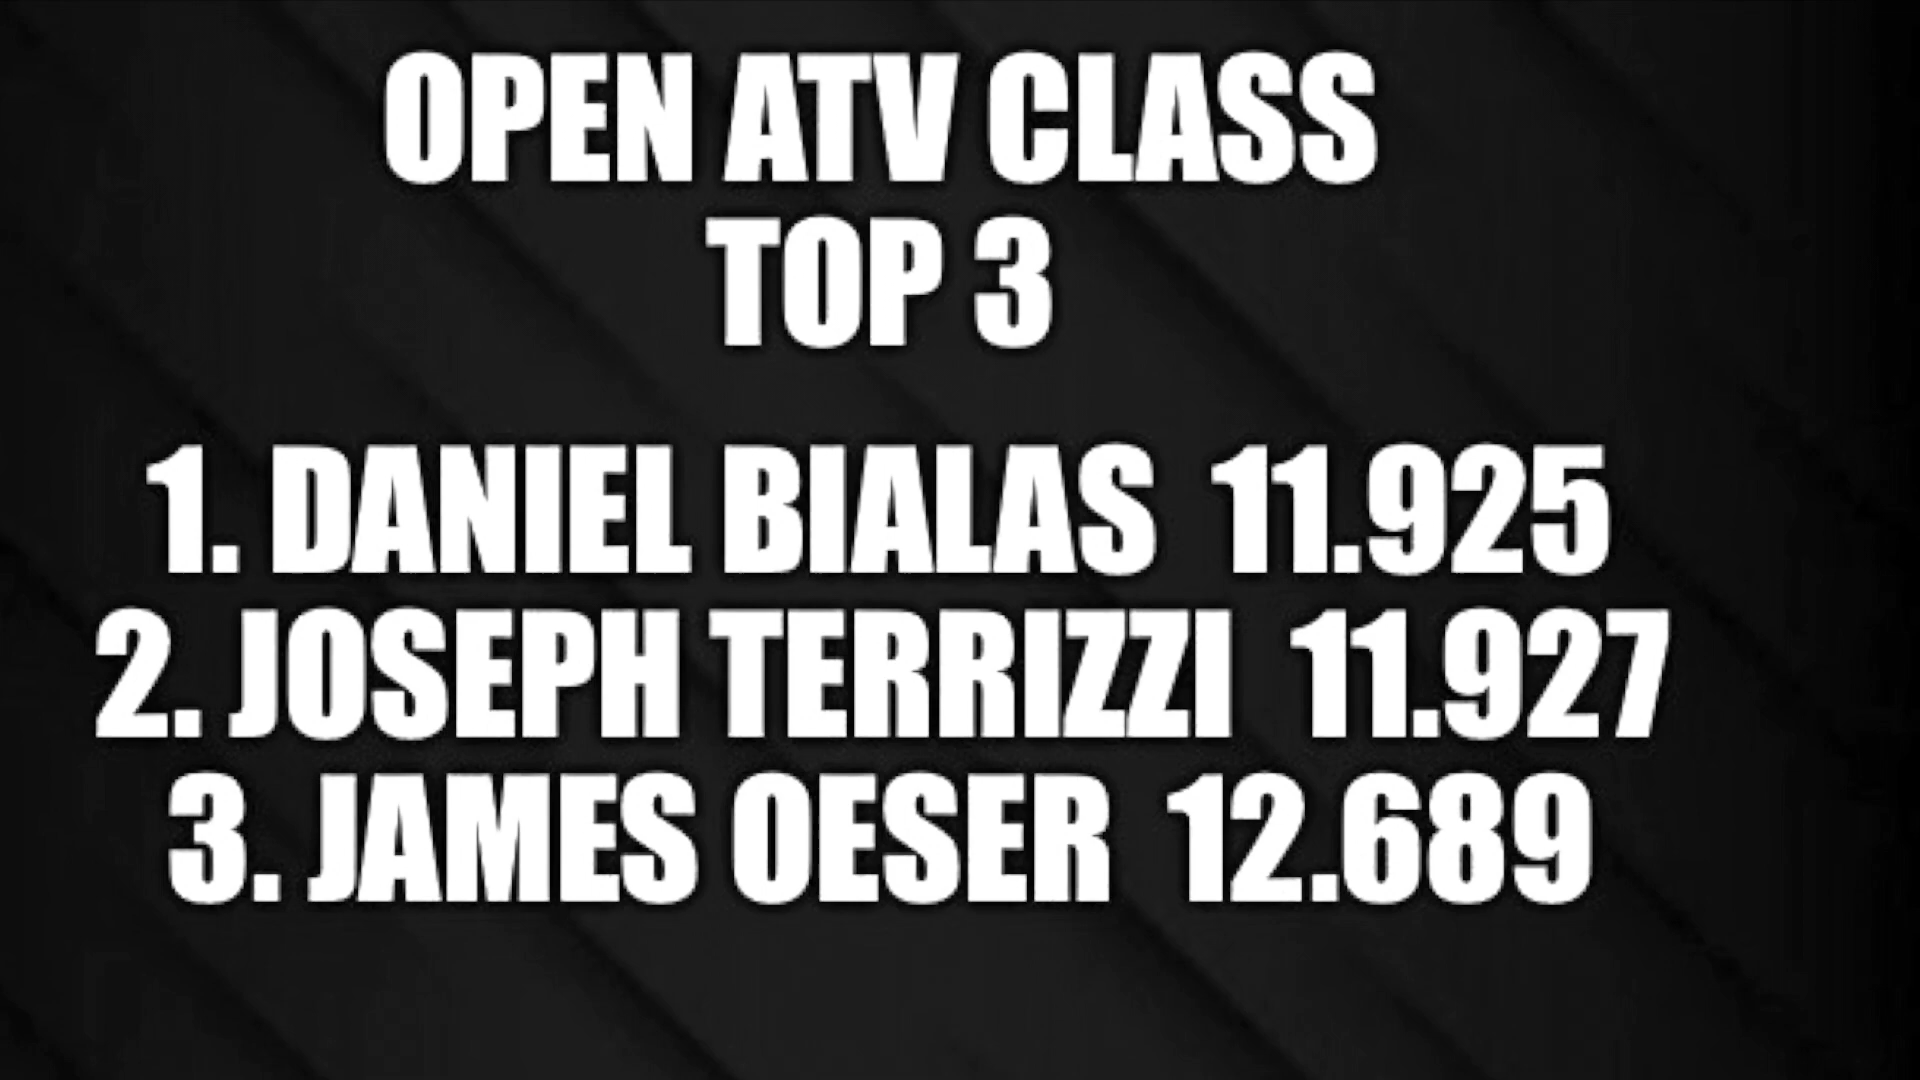 OPEN ATV CLASS
TOP 3
1. DANIEL BIALAS 11.925
2. JOSEPH TERRIZZI 11.927
3. JAMES OESER 12.689